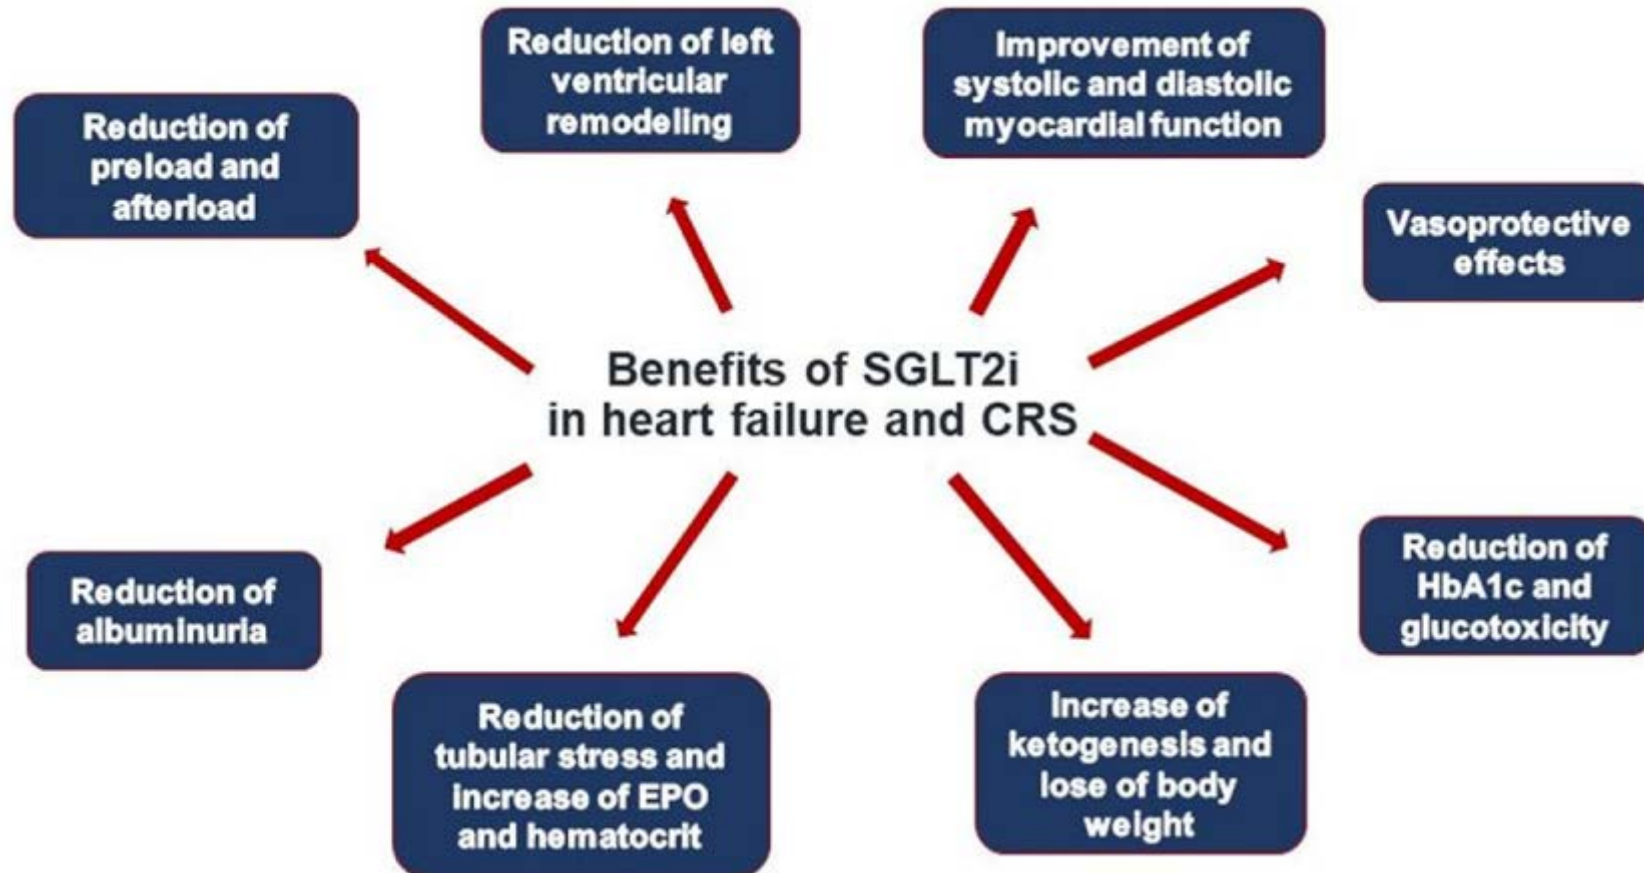 Reduction of left
ventricular
remodeling
Improvement of
systolic and diastolic
myocardial function
Reduction of
preload and
afterload
Vasoprotective
effects
Benefits of SGLT2i
in heart failure and CRS
Reduction of
albuminuria
Reduction of
HbA1c and
glucotoxicity
Reduction of
tubular stress and
increase of EPO
and hematocrit
Increase of
ketogenesis and
lose of body
weight